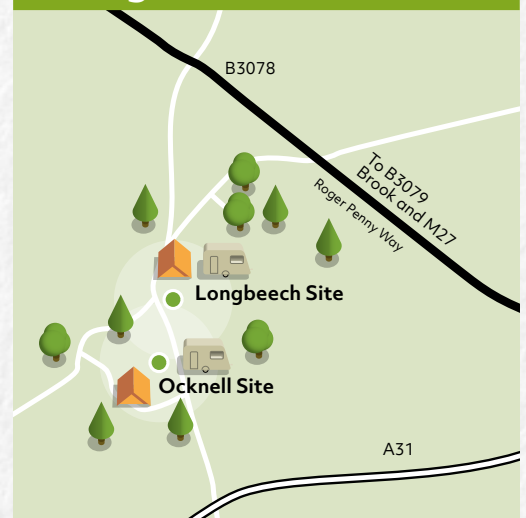 B3078
To B3079
Brook and M27
Roger Penny Way
Longbeech Site
Ocknell Site
A31